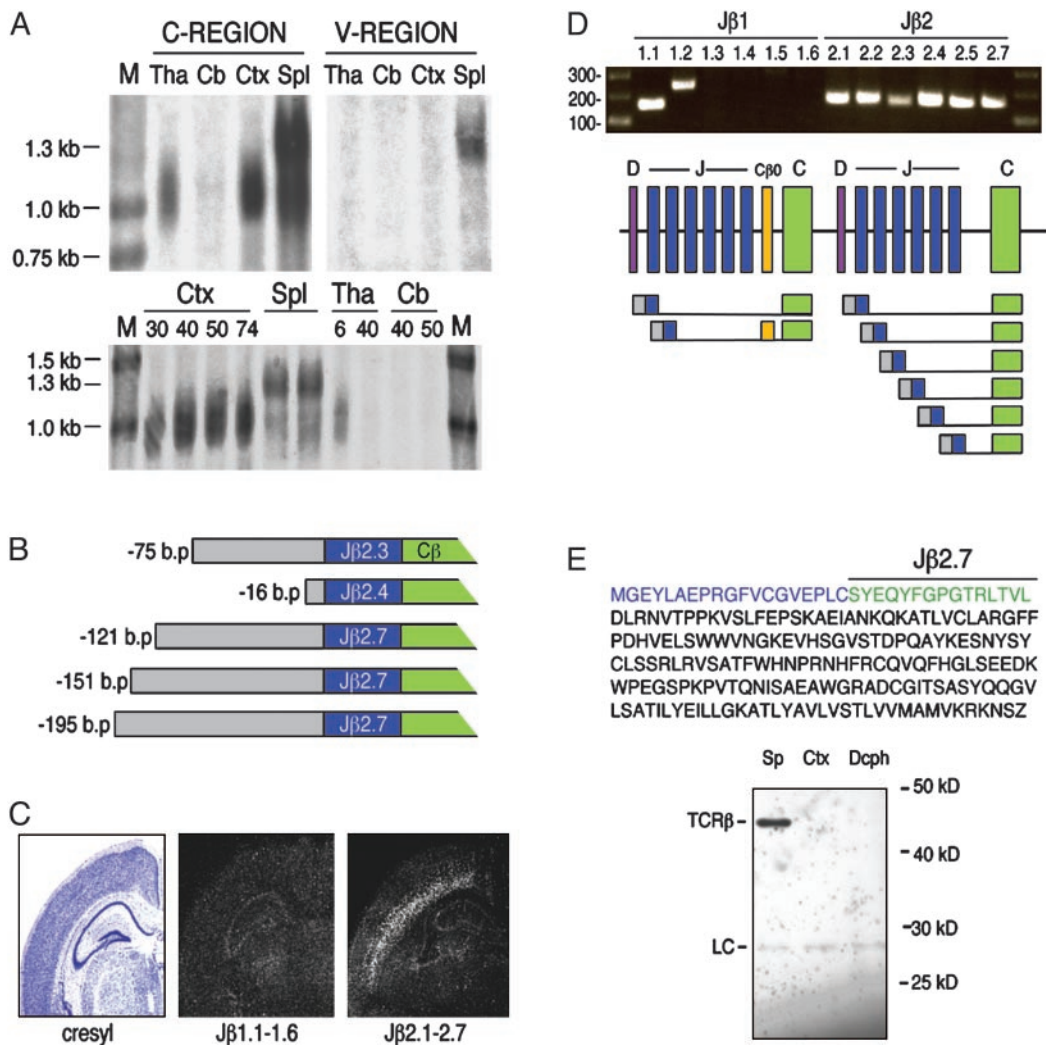 A
C-REGION V-REGION
M Tha Cb Ctx Spl Tha Cb Ctx Spl
1.3 kb
1.0 kb
0.75 kb
Ctx Spl Tha Cb
M 30 40 50 74 6 40 40 50 M
1.5 kb
1.3 kb
1.0 kb
B
-75 b.p Jβ2.3 Cβ
-16 b.p Jβ2.4
-121 b.p Jβ2.7
-151 b.p Jβ2.7
-195 b.p Jβ2.7
C
cresyl Jβ1.1-1.6 Jβ2.1-2.7
D
Jβ1 Jβ2
1.1 1.2 1.3 1.4 1.5 1.6 2.1 2.2 2.3 2.4 2.5 2.7
300-
200-
100-
D J Cβ0 C D J C
E
Jβ2.7
MGEYLAEPRGFVCGVEPLCSYEQYFGPGTRLTVL
DLRNVTPPKVSLFEPSKAEIANKQKATLVCLARGFF
PDHVELSWWVNGKEVHSGVSTDPQAYKESNYSY
CLSSRLRVSATFWHNPRNHFRCQVQFHGLSEEDK
WPEGSPKPVTQNISAEAWGRADCGITSASYQQGV
LSATILYEILLGKATLYAVLVSTLVVMAMVKRKNSZ
Sp Ctx Dcph
- 50 kD
TCRβ -
- 40 kD
- 30 kD
LC -
- 25 kD